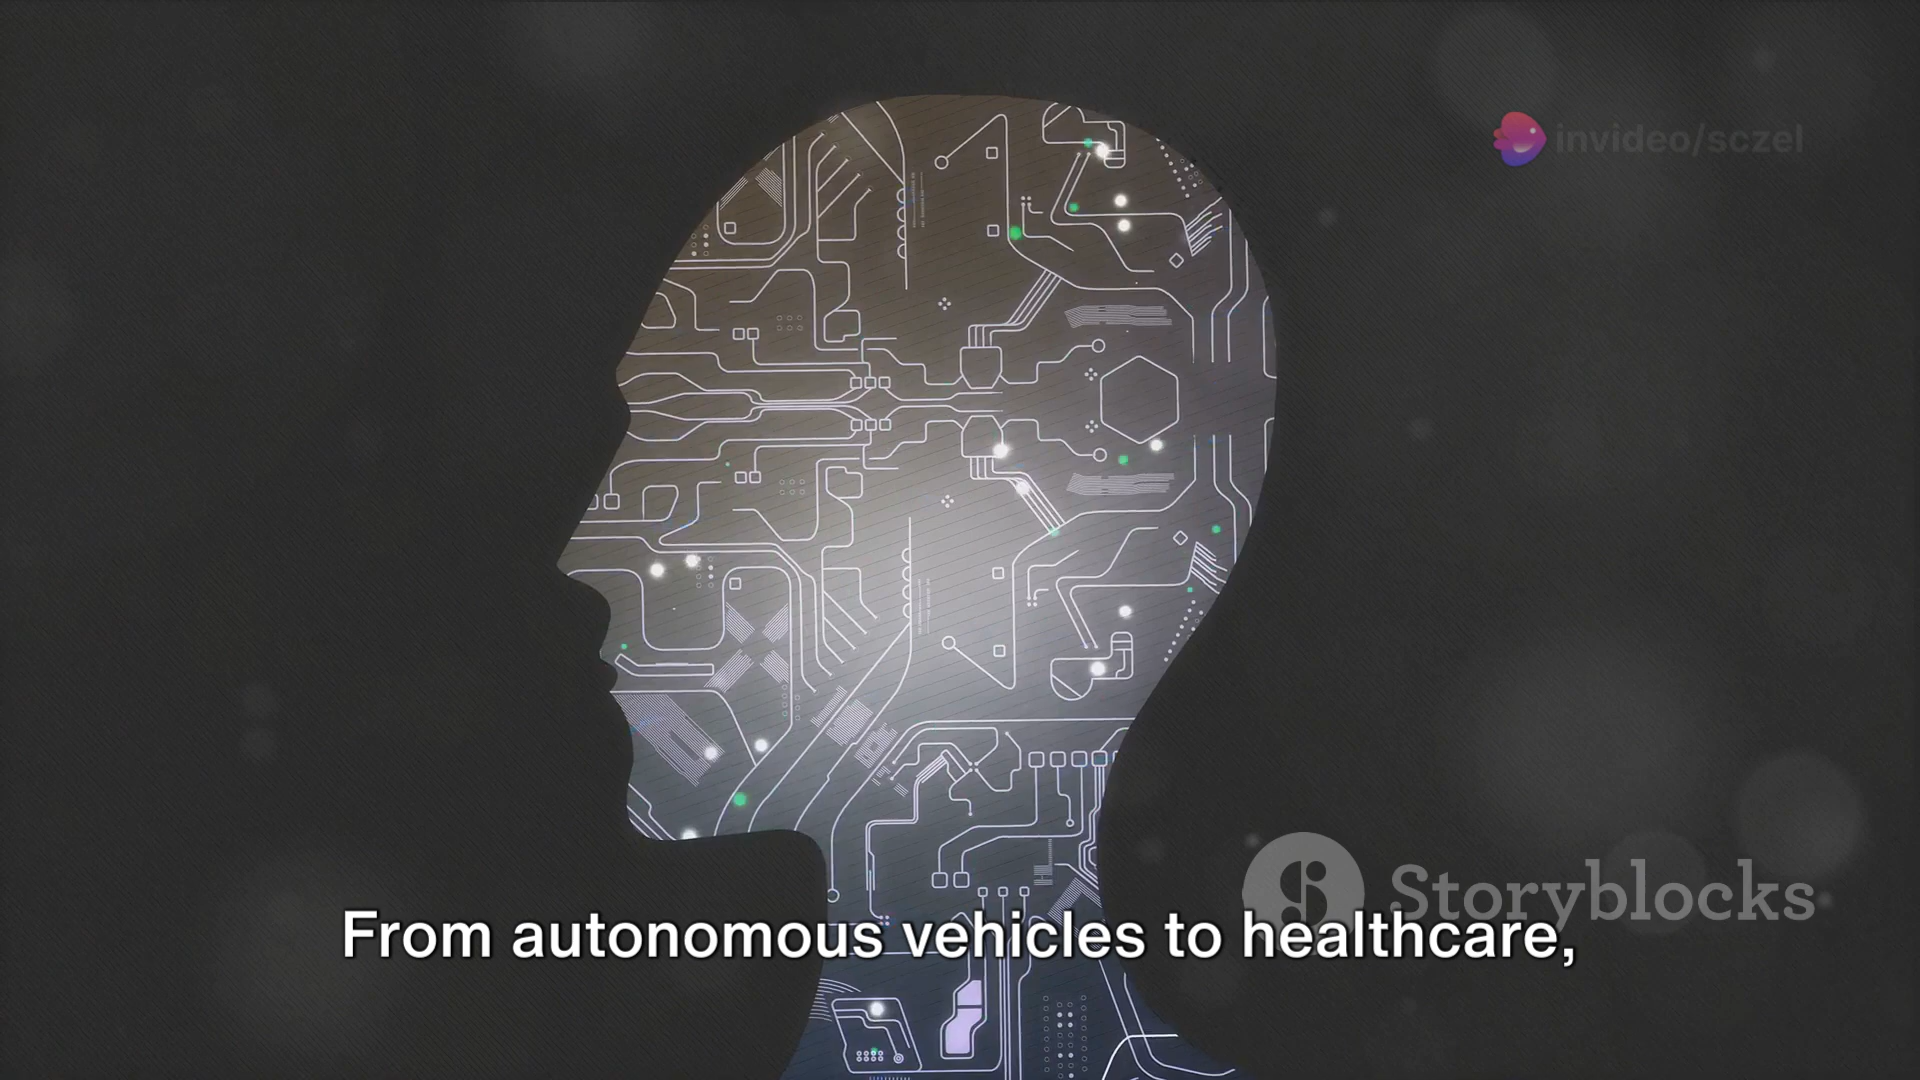 invideo/sczel
Storyblocks
From autonomous vehicles to healthcare,